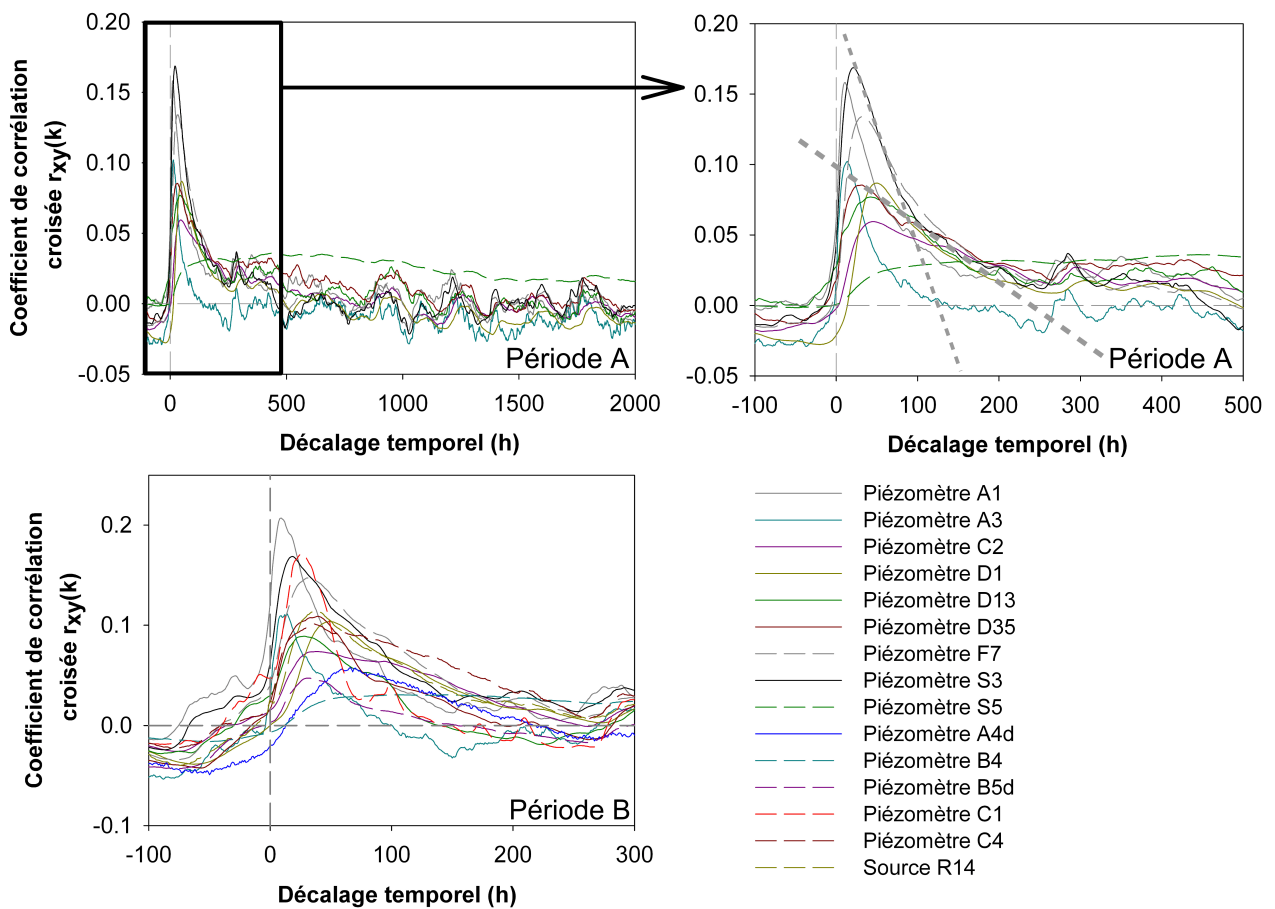 Coefficient de corrélation
croisée rxy(k)
0.20
0.15
0.10
0.05
0.00
-0.05
0
500
1000
1500
2000
Période A
Décalage temporel (h)
0.20
0.15
0.10
0.05
0.00
-0.05
-100
0
100
200
300
400
500
Période A
Décalage temporel (h)
Coefficient de corrélation
croisée rxy(k)
0.2
0.1
0.0
-0.1
-100
0
100
200
300
Période B
Décalage temporel (h)
Piézomètre A1
Piézomètre A3
Piézomètre C2
Piézomètre D1
Piézomètre D13
Piézomètre D35
Piézomètre F7
Piézomètre S3
Piézomètre S5
Piézomètre A4d
Piézomètre B4
Piézomètre B5d
Piézomètre C1
Piézomètre C4
Source R14